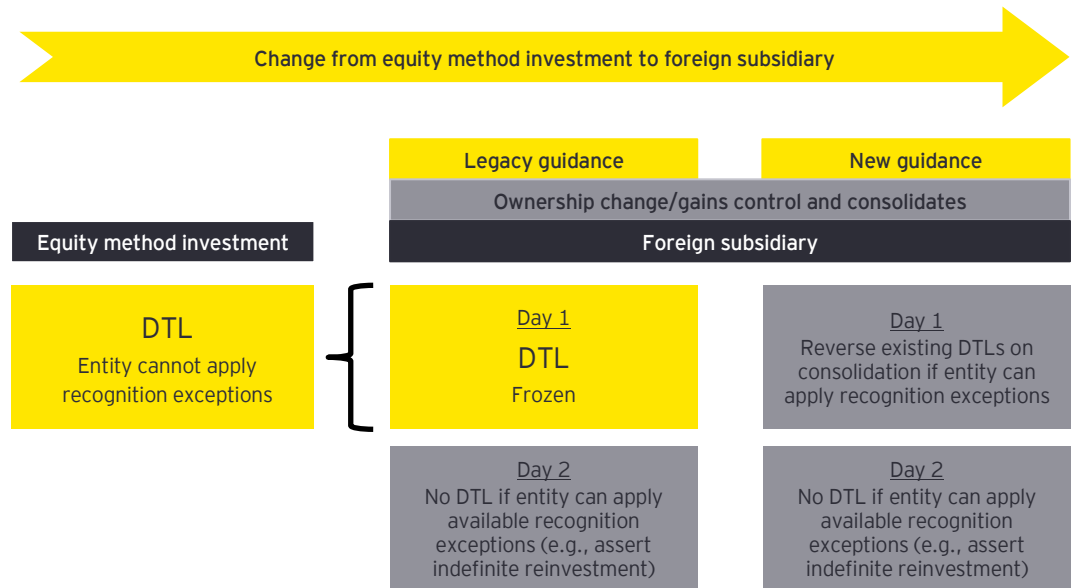 Change from equity method investment to foreign subsidiary
Legacy guidance
New guidance
Ownership change/gains control and consolidates
Equity method investment
Foreign subsidiary
DTL
Entity cannot apply
recognition exceptions
Day 1
DTL
Frozen
Day 1
Reverse existing DTLs on
consolidation if entity can
apply recognition exceptions
Day 2
No DTL if entity can apply
available recognition
exceptions (e.g., assert
indefinite reinvestment)
Day 2
No DTL if entity can apply
available recognition
exceptions (e.g., assert
indefinite reinvestment)